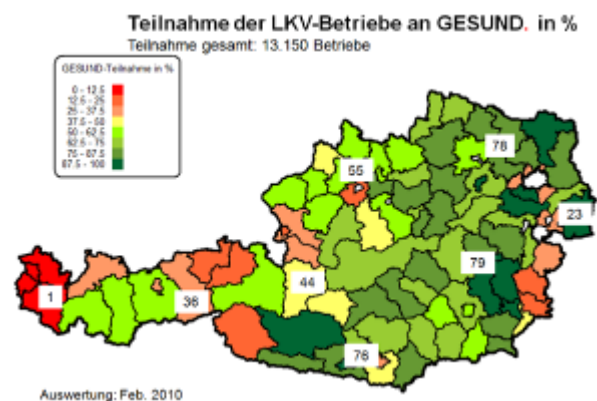 Teilnahme der LKV-Betriebe an GESUND. in %
Teilnahme gesamt: 13.150 Betriebe
GESUND-Teilnahme in %
0 - 12.5
12.5 - 25
25 - 37.5
37.5 - 50
50 - 62.5
62.5 - 75
75 - 87.5
87.5 - 100
78
55
23
79
44
36
1
76
Auswertung: Feb. 2010